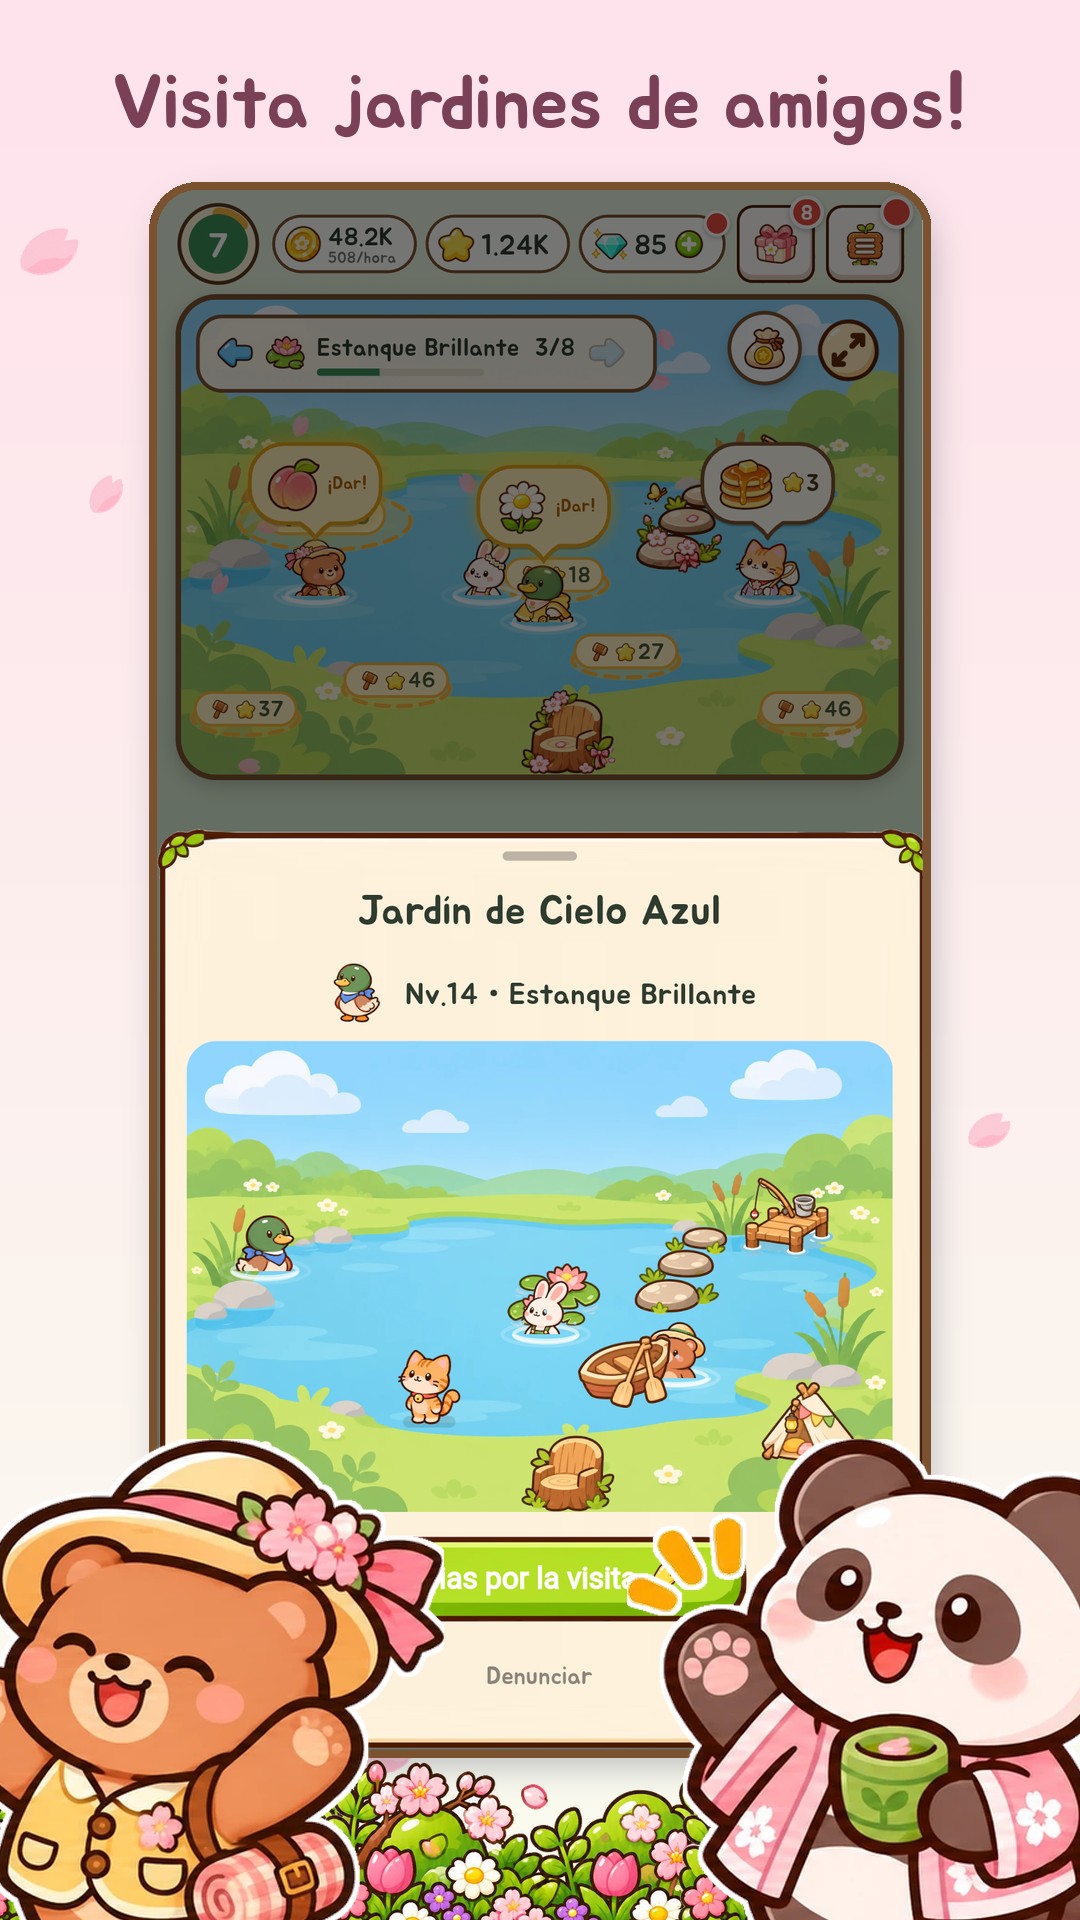 Visita jardines de amigos!
7
48.2K
508/hora
1.24K
85
8
Estanque Brillante 3/8
¡Dar!
¡Dar!
3
18
27
46
37
46
Jardín de Cielo Azul
Nv.14 • Estanque Brillante
por la visita
Denunciar